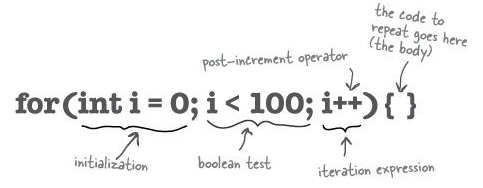 the code to
repeat goes here
(the body)
post-increment operator
for(int i = 0; i < 100; i++) { }
initialization
boolean test
iteration expression